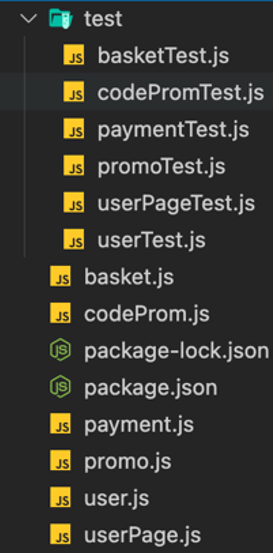 test
JS basketTest.js
JS codePromTest.js
JS paymentTest.js
JS promoTest.js
JS userPageTest.js
JS userTest.js
JS basket.js
JS codeProm.js
JS package-lock.json
JS package.json
JS payment.js
JS promo.js
JS user.js
JS userPage.js